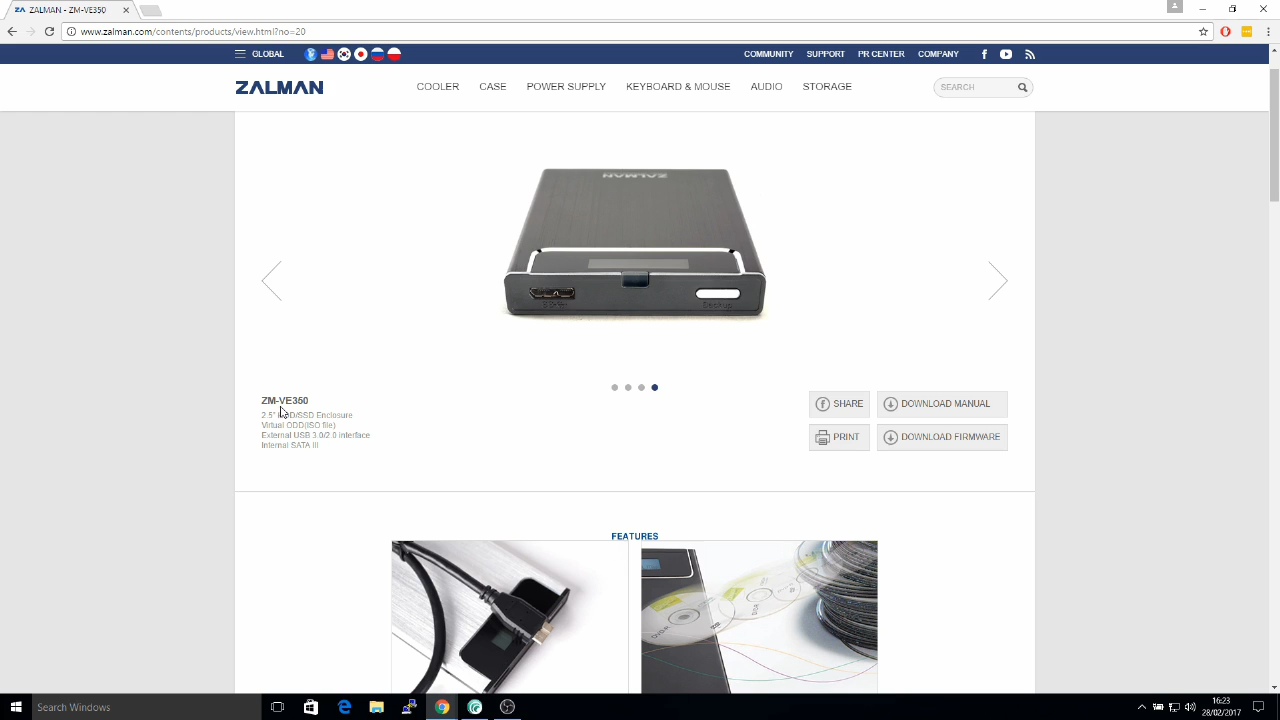 ZALMAN - ZM-VE350
www.zalman.com/contents/products/view.html?no=20
GLOBAL
COMMUNITY SUPPORT PR CENTER COMPANY
ZALMAN
COOLER CASE POWER SUPPLY KEYBOARD & MOUSE AUDIO STORAGE
SEARCH
ZALMAN
ZM-VE350
2.5" HDD/SSD Enclosure
Virtual ODD(ISO file)
External USB 3.0/2.0 interface
Internal SATA III
SHARE DOWNLOAD MANUAL
PRINT DOWNLOAD FIRMWARE
FEATURES
Search Windows
16:23
28/02/2017